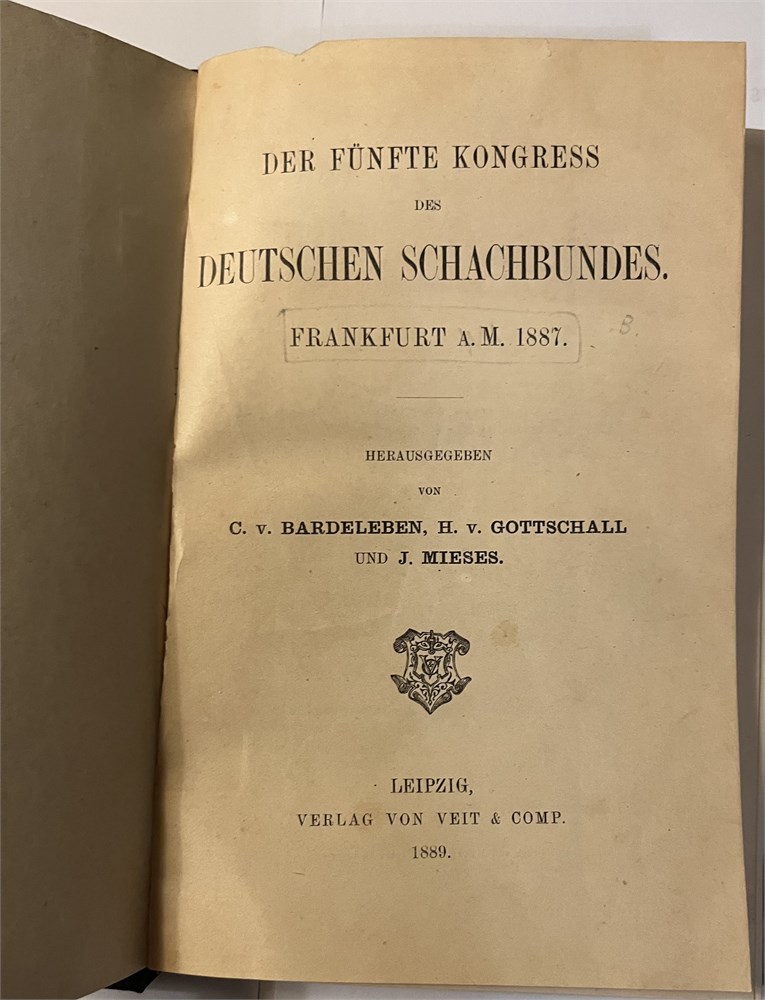 DER FÜNFTE KONGRESS
DES
DEUTSCHEN SCHACHBUNDES.
FRANKFURT A. M. 1887.
B.
HERAUSGEGEBEN
VON
C. v. BARDELEBEN, H. v. GOTTSCHALL
UND J. MIESES.
LEIPZIG,
VERLAG VON VEIT & COMP.
1889.